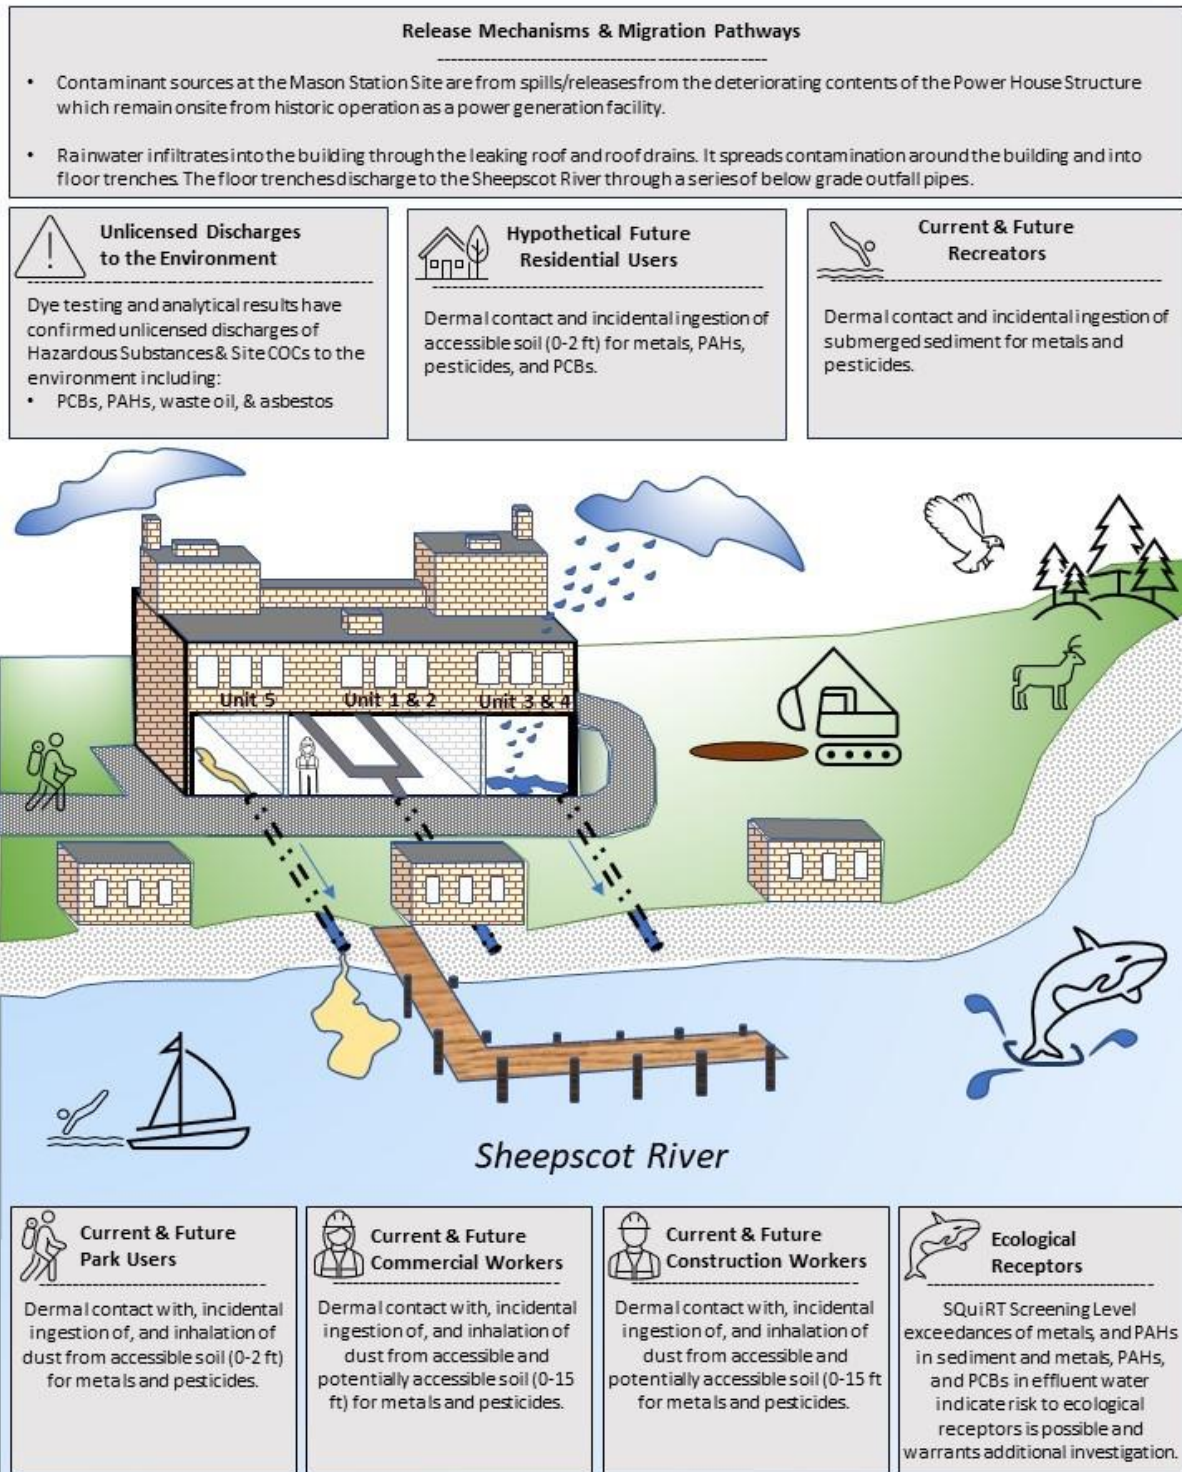 Release Mechanisms & Migration Pathways
• Contaminant sources at the Mason Station Site are from spills/releases from the deteriorating contents of the Power House Structure
which remain onsite from historic operation as a power generation facility.
• Rainwater infiltrates into the building through the leaking roof and roof drains. It spreads contamination around the building and into
floor trenches. The floor trenches discharge to the Sheepscot River through a series of below grade outfall pipes.
Unlicensed Discharges
to the Environment
Dye testing and analytical results have
confirmed unlicensed discharges of
Hazardous Substances & Site COCs to the
environment including:
• PCBs, PAHs, waste oil, & asbestos
Hypothetical Future
Residential Users
Dermal contact and incidental ingestion of
accessible soil (0-2 ft) for metals, PAHs,
pesticides, and PCBs.
Current & Future
Recreators
Dermal contact and incidental ingestion of
submerged sediment for metals and
pesticides.
Unit 5
Unit 1 & 2
Unit 3 & 4
Sheepscot River
Current & Future
Park Users
Dermal contact with, incidental
ingestion of, and inhalation of
dust from accessible soil (0-2 ft)
for metals and pesticides.
Current & Future
Commercial Workers
Dermal contact with, incidental
ingestion of, and inhalation of
dust from accessible and
potentially accessible soil (0-15
ft) for metals and pesticides.
Current & Future
Construction Workers
Dermal contact with, incidental
ingestion of, and inhalation of
dust from accessible and
potentially accessible soil (0-15 ft
for metals and pesticides.
Ecological
Receptors
SQuiRT Screening Level
exceedances of metals, and PAHs
in sediment and metals, PAHs,
and PCBs in effluent water
indicate risk to ecological
receptors is possible and
warrants additional investigation.